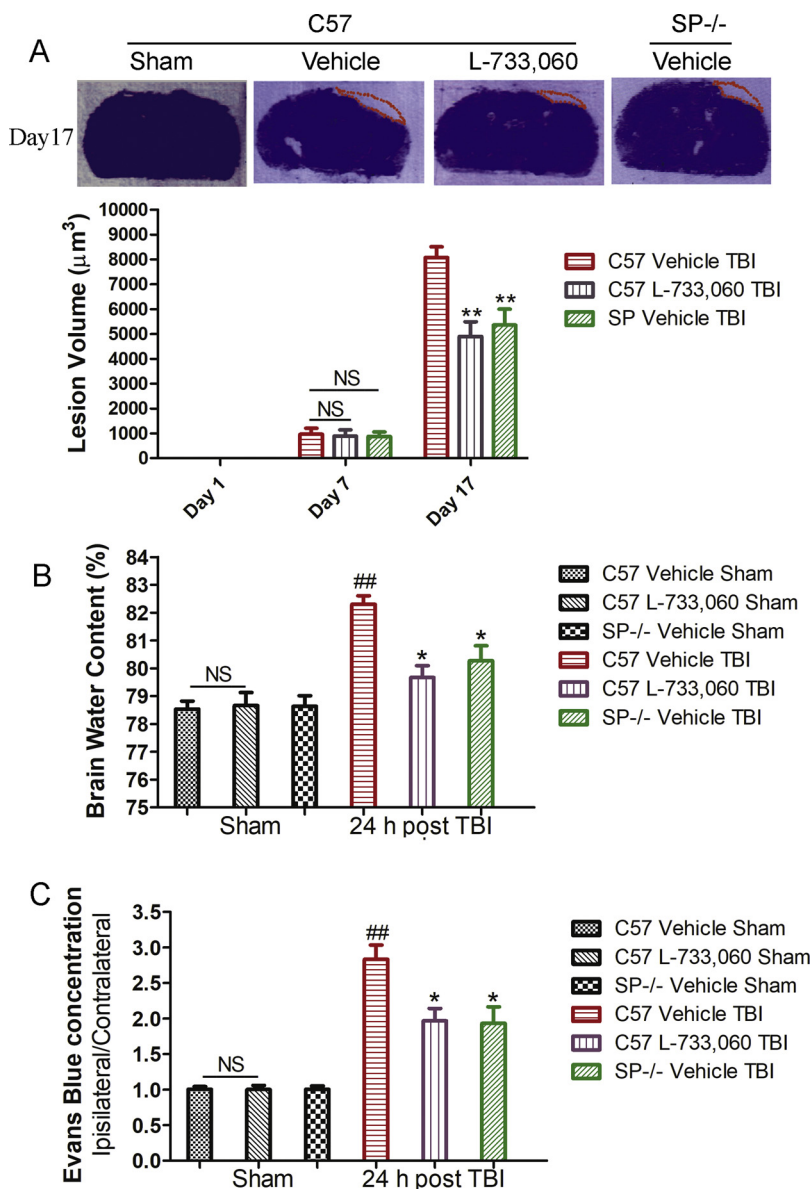 C57
SP-/-
A
Sham
Vehicle
L-733,060
Vehicle
Day17
10000
9000
8000
7000
6000
5000
4000
3000
2000
1000
0
Lesion Volume (μm³)
NS
NS
**
**
Day 1
Day 7
Day 17
C57 Vehicle TBI
C57 L-733,060 TBI
SP Vehicle TBI
B
84
83
82
81
80
79
78
77
76
75
Brain Water Content (%)
NS
##
*
*
Sham
24 h post TBI
C57 Vehicle Sham
C57 L-733,060 Sham
SP-/- Vehicle Sham
C57 Vehicle TBI
C57 L-733,060 TBI
SP-/- Vehicle TBI
C
3.5
3.0
2.5
2.0
1.5
1.0
0.5
0.0
Evans Blue concentration
Ipisilateral/Contralateral
NS
##
*
*
Sham
24 h post TBI
C57 Vehicle Sham
C57 L-733,060 Sham
SP-/- Vehicle Sham
C57 Vehicle TBI
C57 L-733,060 TBI
SP-/- Vehicle TBI